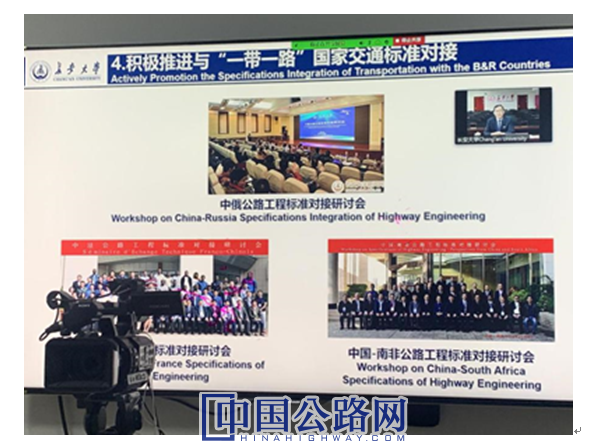 长安大学
CHANG'AN UNIVERSITY
4.积极推进与“一带一路”国家交通标准对接
Actively Promotion the Specifications Integration of Transportation with the B&R Countries
长安大学Chang'an University
中俄公路工程标准对接研讨会
Workshop on China-Russia Specifications Integration of Highway Engineering
中法公路工程标准对接研讨会
标准对接研讨会
rance Specifications of
Engineering
中国-南非公路工程标准对接研讨会
Workshop on China-South Africa
Specifications of Highway Engineering
中国公路网
CHINAHIGHWAY.COM